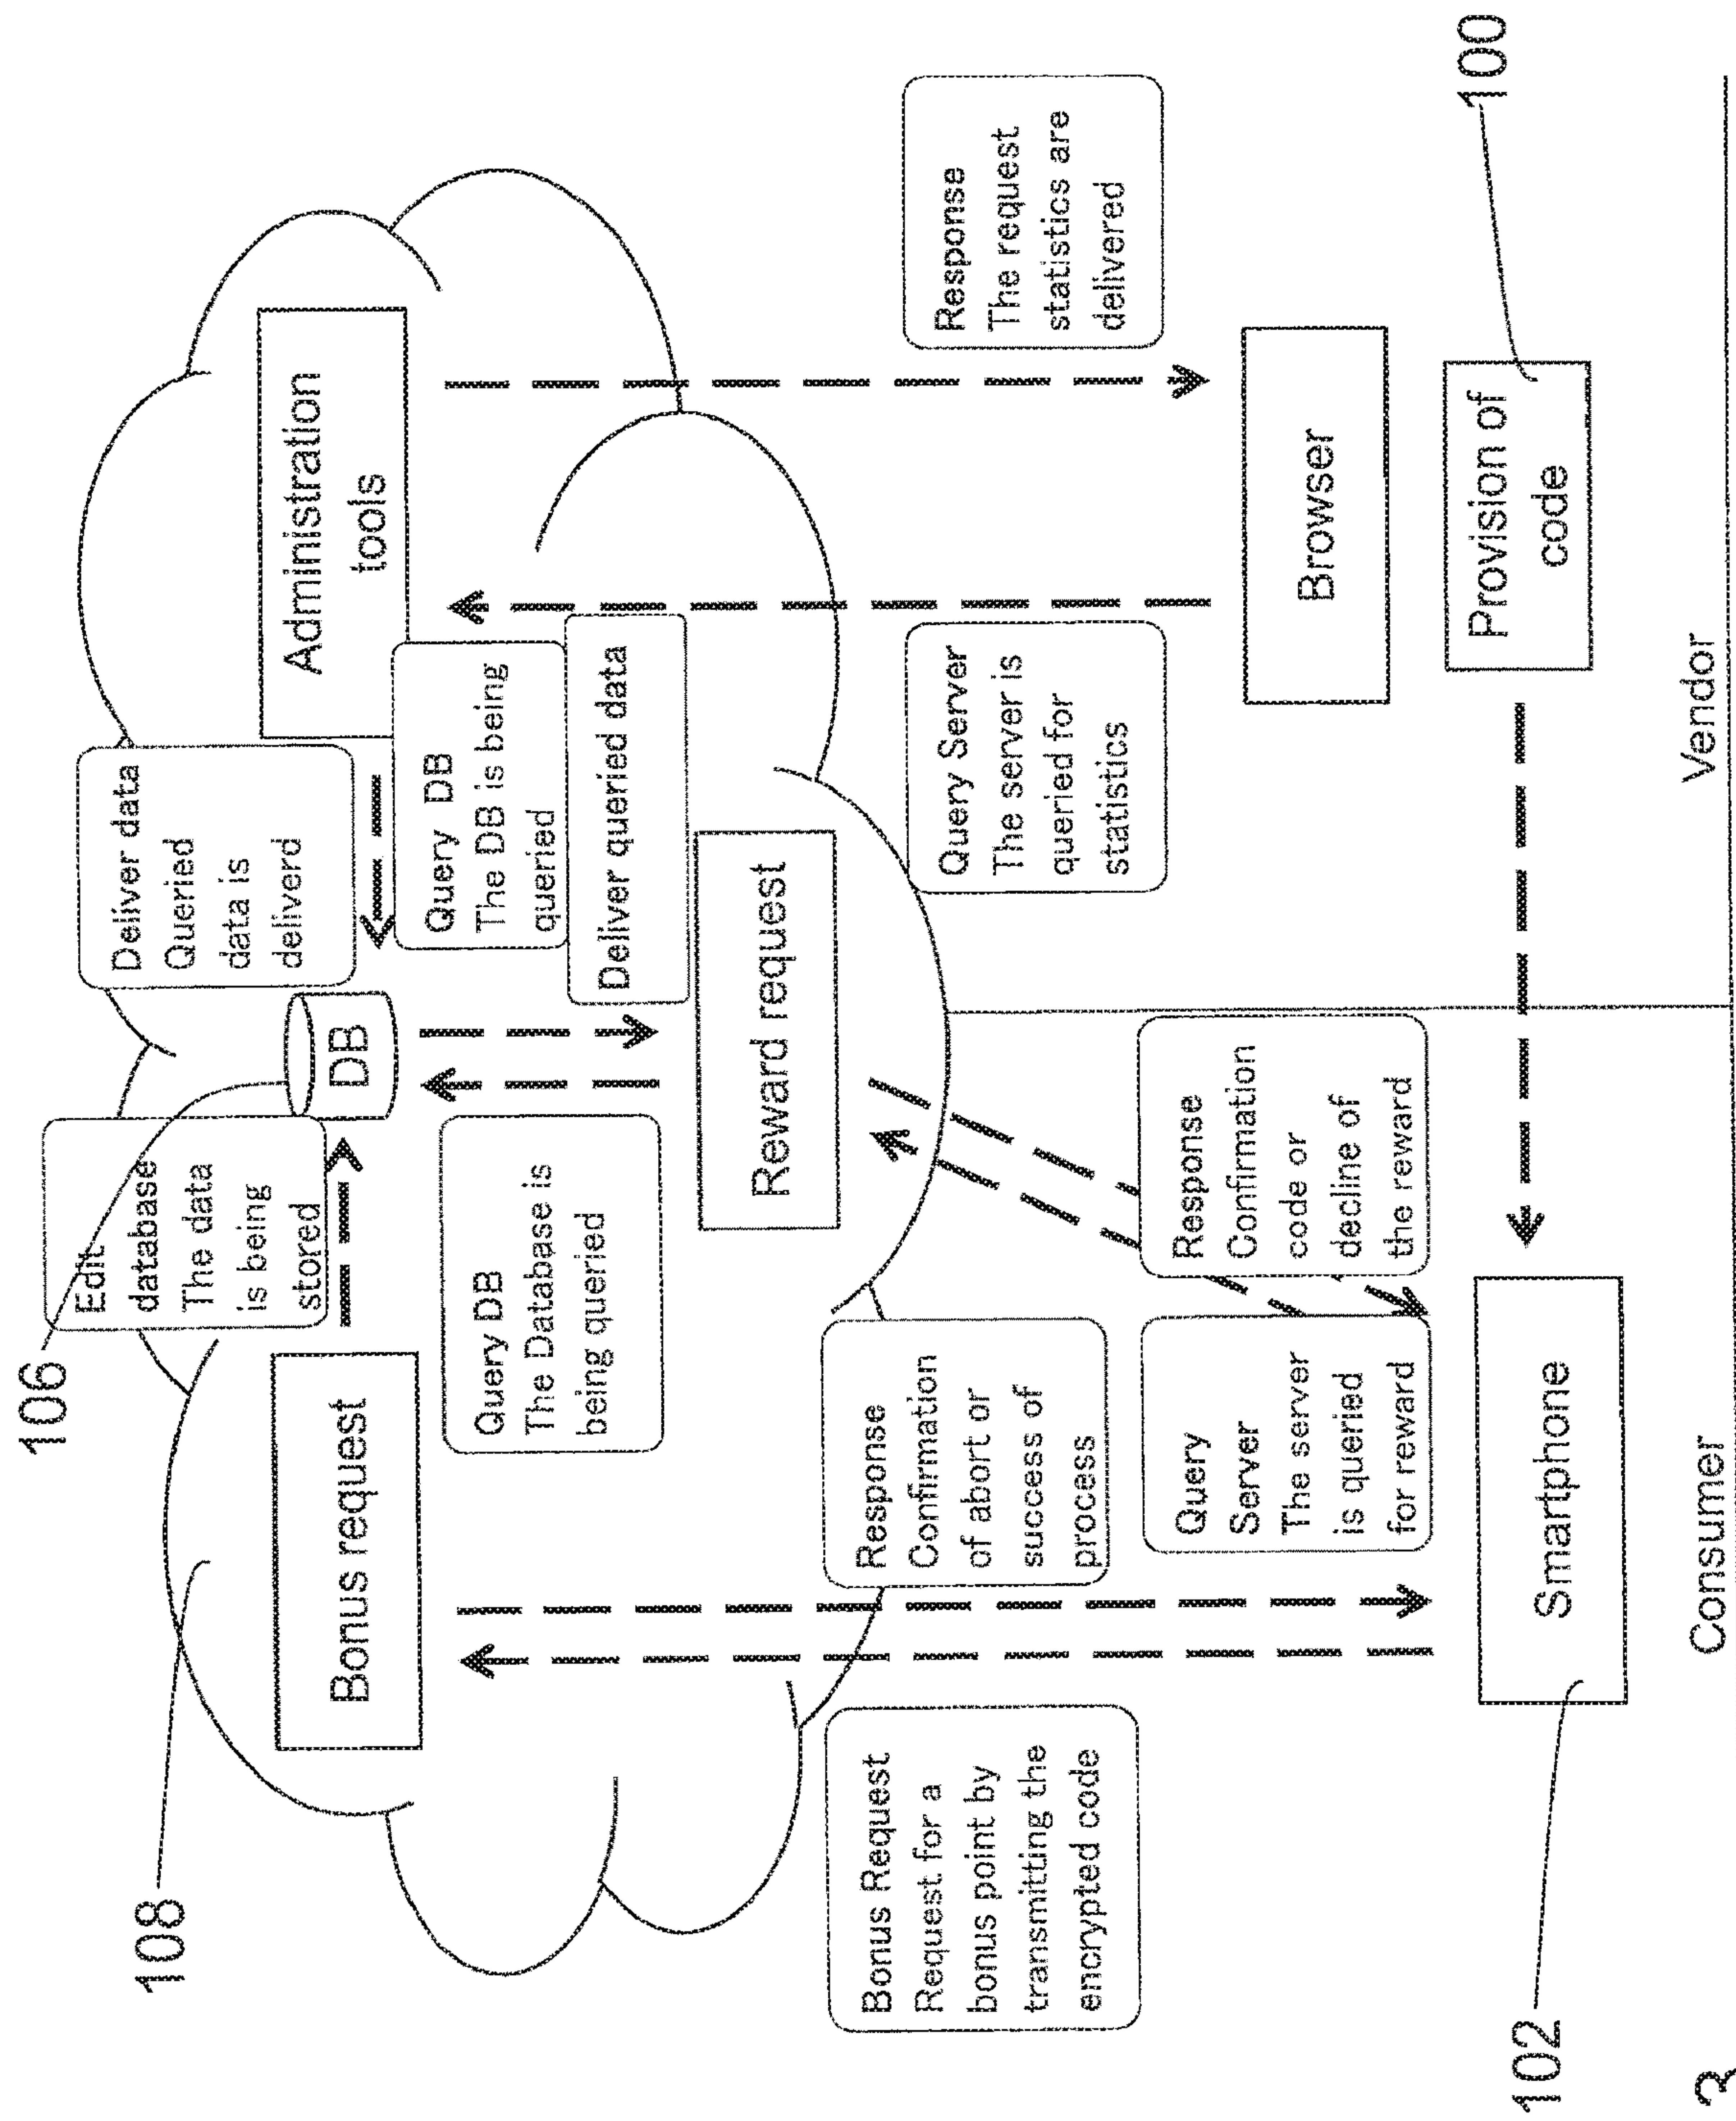 106
108
Edit
database
The data
is being
stored
Deliver data
Queried
data is
deliverd
Bonus request
DB
Administration
tools
Query DB
The Database is
being queried
Query DB
The DB is being
queried
Deliver queried data
Reward request
Bonus Request
Request for a
bonus point by
transmitting the
encrypted code
Response
Confirmation
of abort or
success of
process
Query Server
The server is
queried for
statistics
Response
The request
statistics are
delivered
Query
Server
The server
is queried
for reward
Response
Confirmation
code or
decline of
the reward
Browser
Smartphone
Provision of
code
102
100
Consumer
Vendor
3